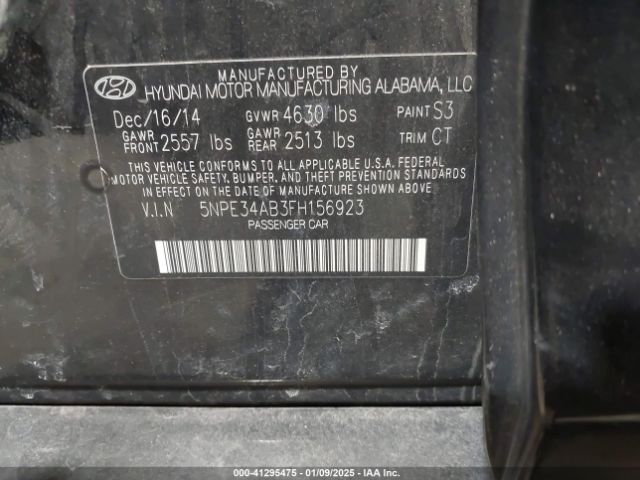 MANUFACTURED BY
HYUNDAI MOTOR MANUFACTURING ALABAMA, LLC
Dec/16/14 GVWR 4630 lbs PAINT S3
GAWR FRONT 2557 lbs GAWR REAR 2513 lbs TRIM CT
THIS VEHICLE CONFORMS TO ALL APPLICABLE U.S.A. FEDERAL
MOTOR VEHICLE SAFETY, BUMPER, AND THEFT PREVENTION
STANDARDS IN EFFECT ON THE DATE OF MANUFACTURE SHOWN ABOVE.
V.I.N 5NPE34AB3FH156923
PASSENGER CAR
000-41295475 - 01/09/2025 - IAA Inc.